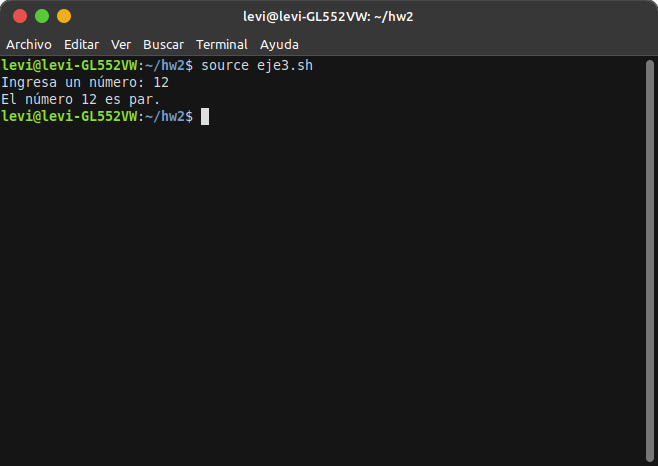 levi@levi-GL552VW: ~/hw2
Archivo Editar Ver Buscar Terminal Ayuda
levi@levi-GL552VW:~/hw2$ source eje3.sh
Ingresa un número: 12
El número 12 es par.
levi@levi-GL552VW:~/hw2$